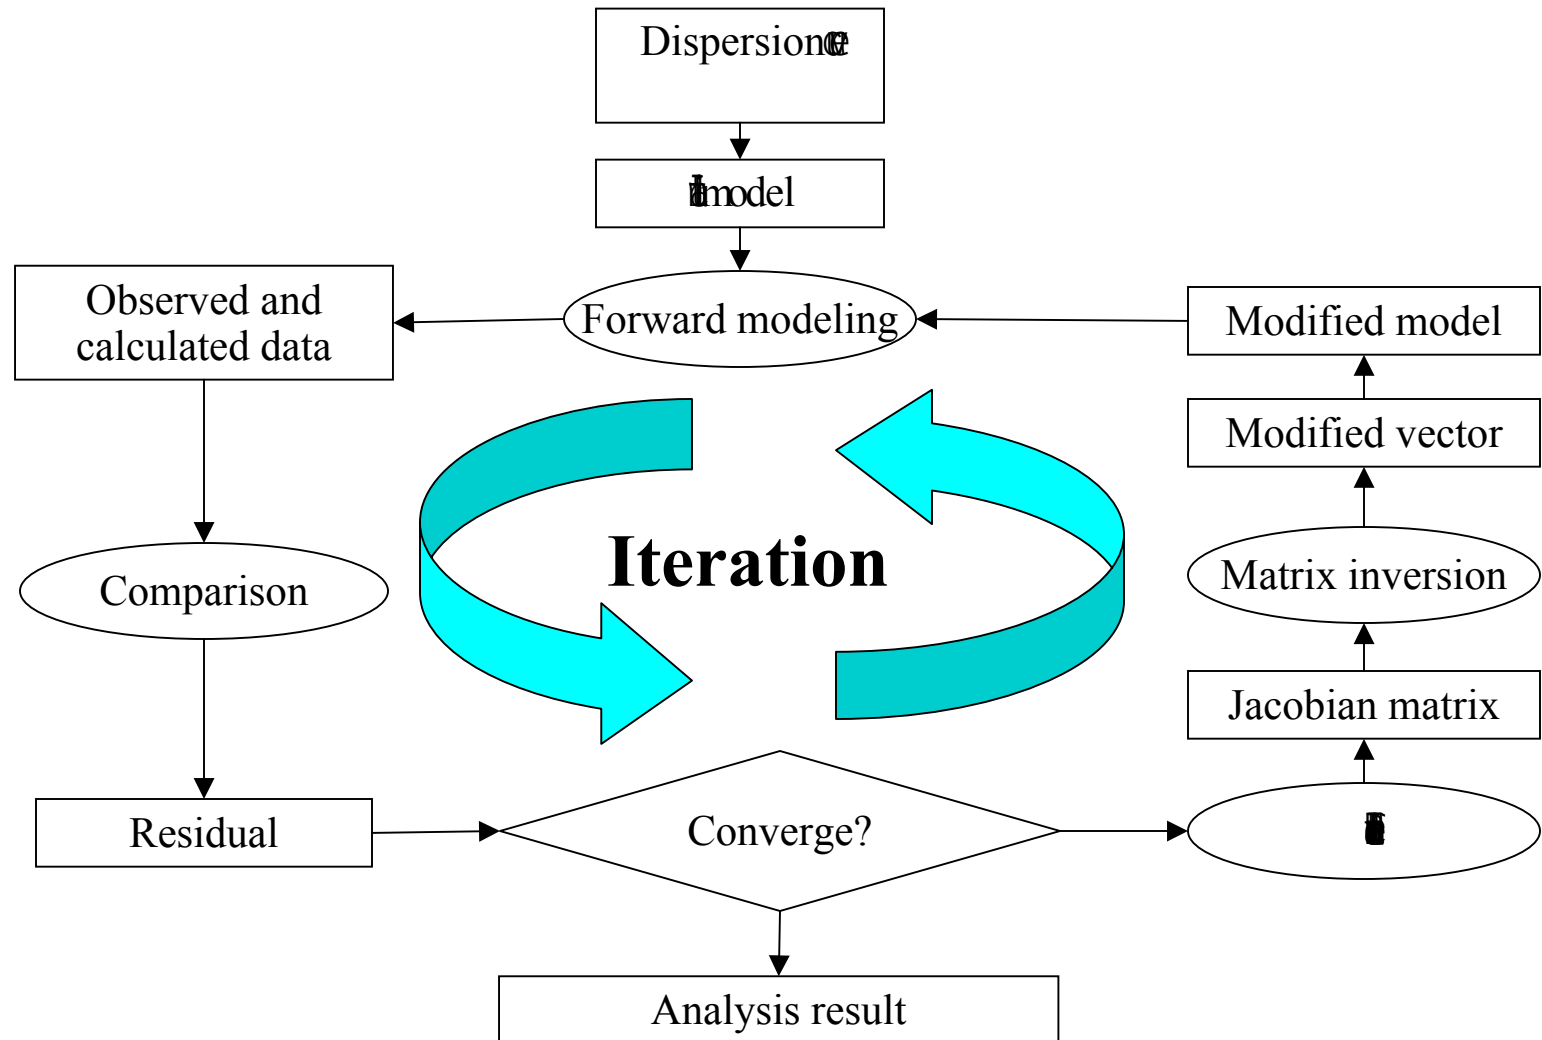 Dispersion
model
Forward modeling
Observed and
calculated data
Modified model
Modified vector
Iteration
Comparison
Matrix inversion
Jacobian matrix
Residual
Converge?
Analysis result